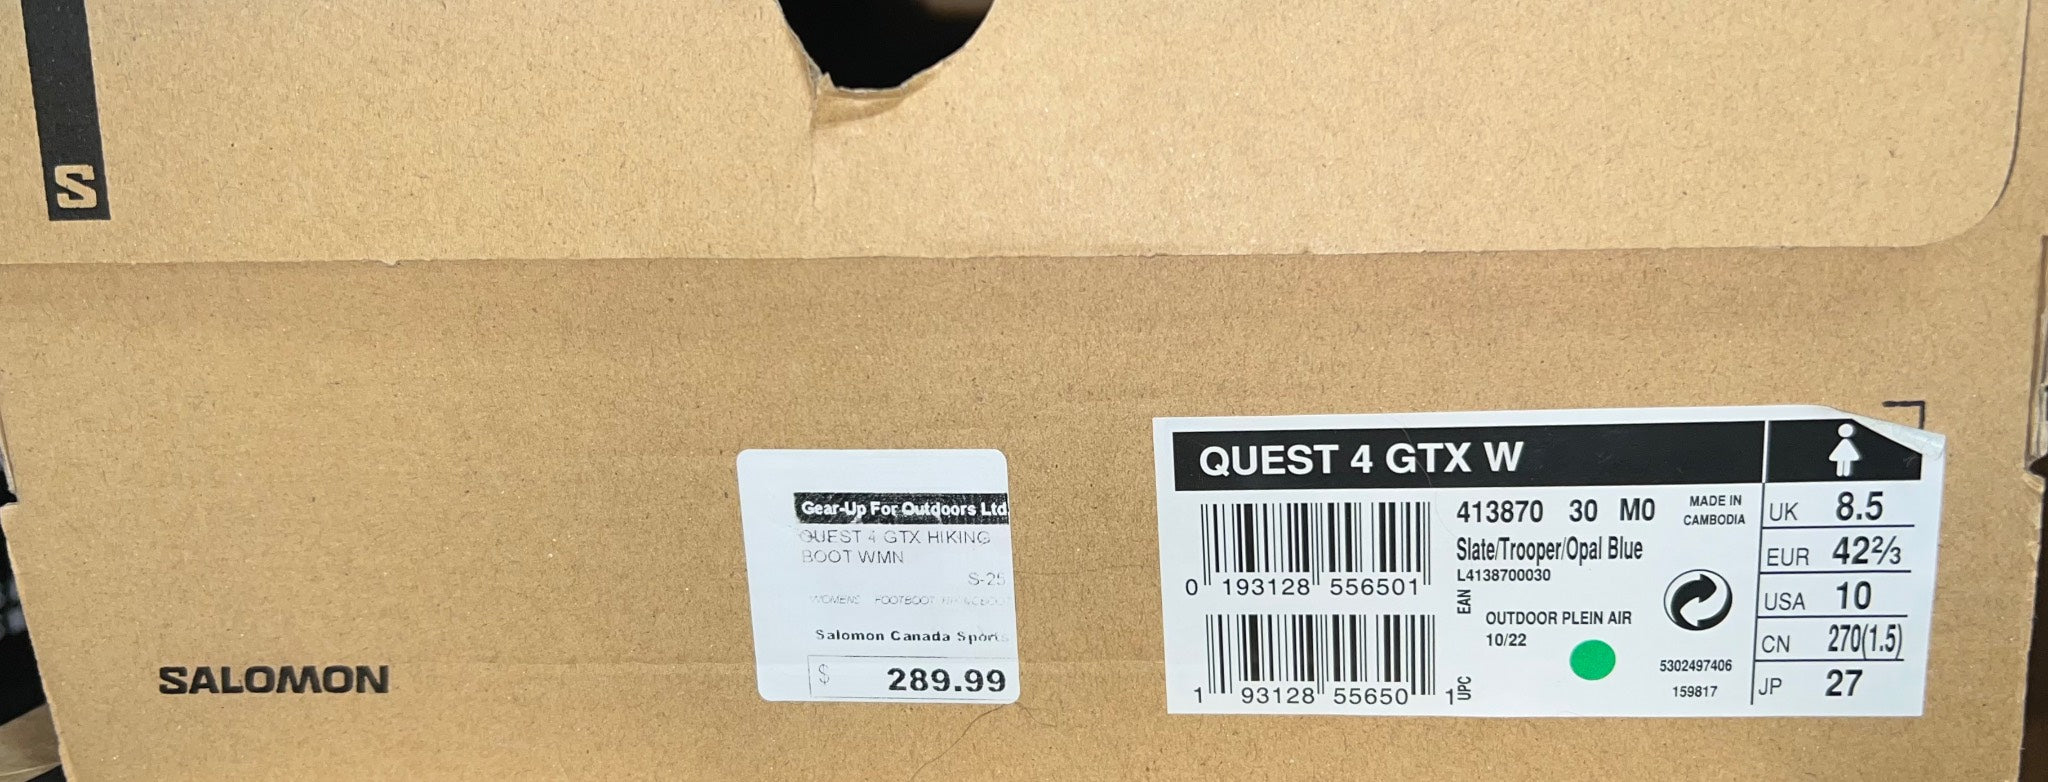 S
SALOMON
Gear-Up For Outdoors Ltd
QUEST 4 GTX HIKING
BOOT WMN
S-25
WOMENS FOOTBOOT
Salomon Canada Sports
$ 289.99
QUEST 4 GTX W
0 193128 556501
1 93128 55650 1
EAN
UPC
413870 30 M0
Slate/Trooper/Opal Blue
L4138700030
MADE IN
CAMBODIA
OUTDOOR PLEIN AIR
10/22
5302497406
159817
UK 8.5
EUR 42⅔
USA 10
CN 270(1.5)
JP 27